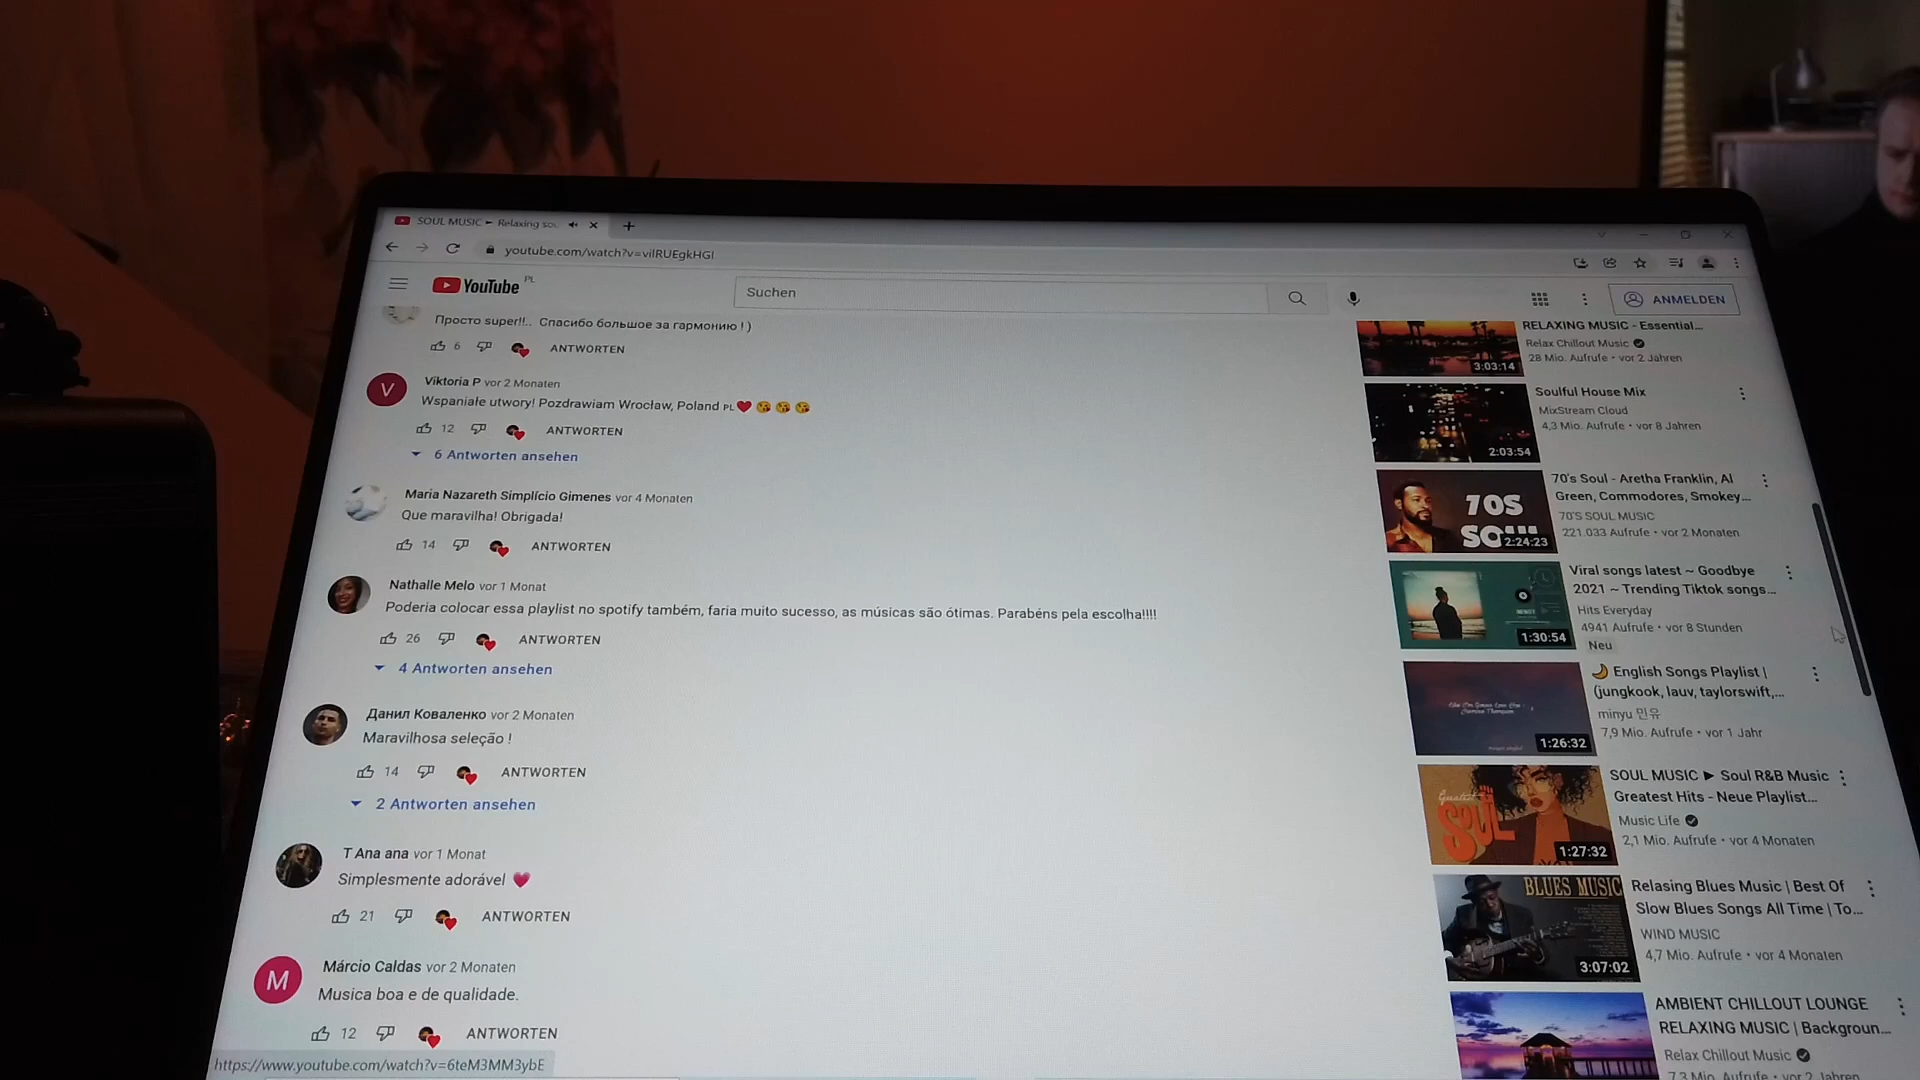 SOUL MUSIC ► Relaxing sou
youtube.com/watch?v=vilRUEgkHGI
YouTube PL
Suchen
ANMELDEN
Просто super!!.. Спасибо большое за гармонию ! )
6 ANTWORTEN
Viktoria P vor 2 Monaten
Wspaniałe utwory! Pozdrawiam Wrocław, Poland PL❤️ 😘 😘 😘
12 ANTWORTEN
6 Antworten ansehen
Maria Nazareth Simplício Gimenes vor 4 Monaten
Que maravilha! Obrigada!
14 ANTWORTEN
Nathalle Melo vor 1 Monat
Poderia colocar essa playlist no spotify também, faria muito sucesso, as músicas são ótimas. Parabéns pela escolha!!!!
26 ANTWORTEN
4 Antworten ansehen
Данил Коваленко vor 2 Monaten
Maravilhosa seleção !
14 ANTWORTEN
2 Antworten ansehen
T Ana ana vor 1 Monat
Simplesmente adorável 💗
21 ANTWORTEN
M
Márcio Caldas vor 2 Monaten
Musica boa e de qualidade.
12 ANTWORTEN
https://www.youtube.com/watch?v=6teM3MM3ybE
V
RELAXING MUSIC - Essential...
Relax Chillout Music
28 Mio. Aufrufe • vor 2 Jahren
3:03:14
Soulful House Mix
MixStream Cloud
4,3 Mio. Aufrufe • vor 8 Jahren
2:03:54
70's Soul - Aretha Franklin, Al
Green, Commodores, Smokey...
70'S SOUL MUSIC
221.033 Aufrufe • vor 2 Monaten
70S
2:24:23
Viral songs latest ~ Goodbye
2021 ~ Trending Tiktok songs...
Hits Everyday
4941 Aufrufe • vor 8 Stunden
Neu
1:30:54
🌙 English Songs Playlist |
(jungkook, lauv, taylorswift,...
minyu 민유
7,9 Mio. Aufrufe • vor 1 Jahr
1:26:32
SOUL MUSIC ► Soul R&B Music
Greatest Hits - Neue Playlist...
Music Life
2,1 Mio. Aufrufe • vor 4 Monaten
Greatest
SOUL
1:27:32
Relasing Blues Music | Best Of
Slow Blues Songs All Time | To...
WIND MUSIC
4,7 Mio. Aufrufe • vor 4 Monaten
BLUES MUSIC
3:07:02
AMBIENT CHILLOUT LOUNGE
RELAXING MUSIC | Backgroun...
Relax Chillout Music
7,3 Mio. Aufrufe • vor 2 Jahren